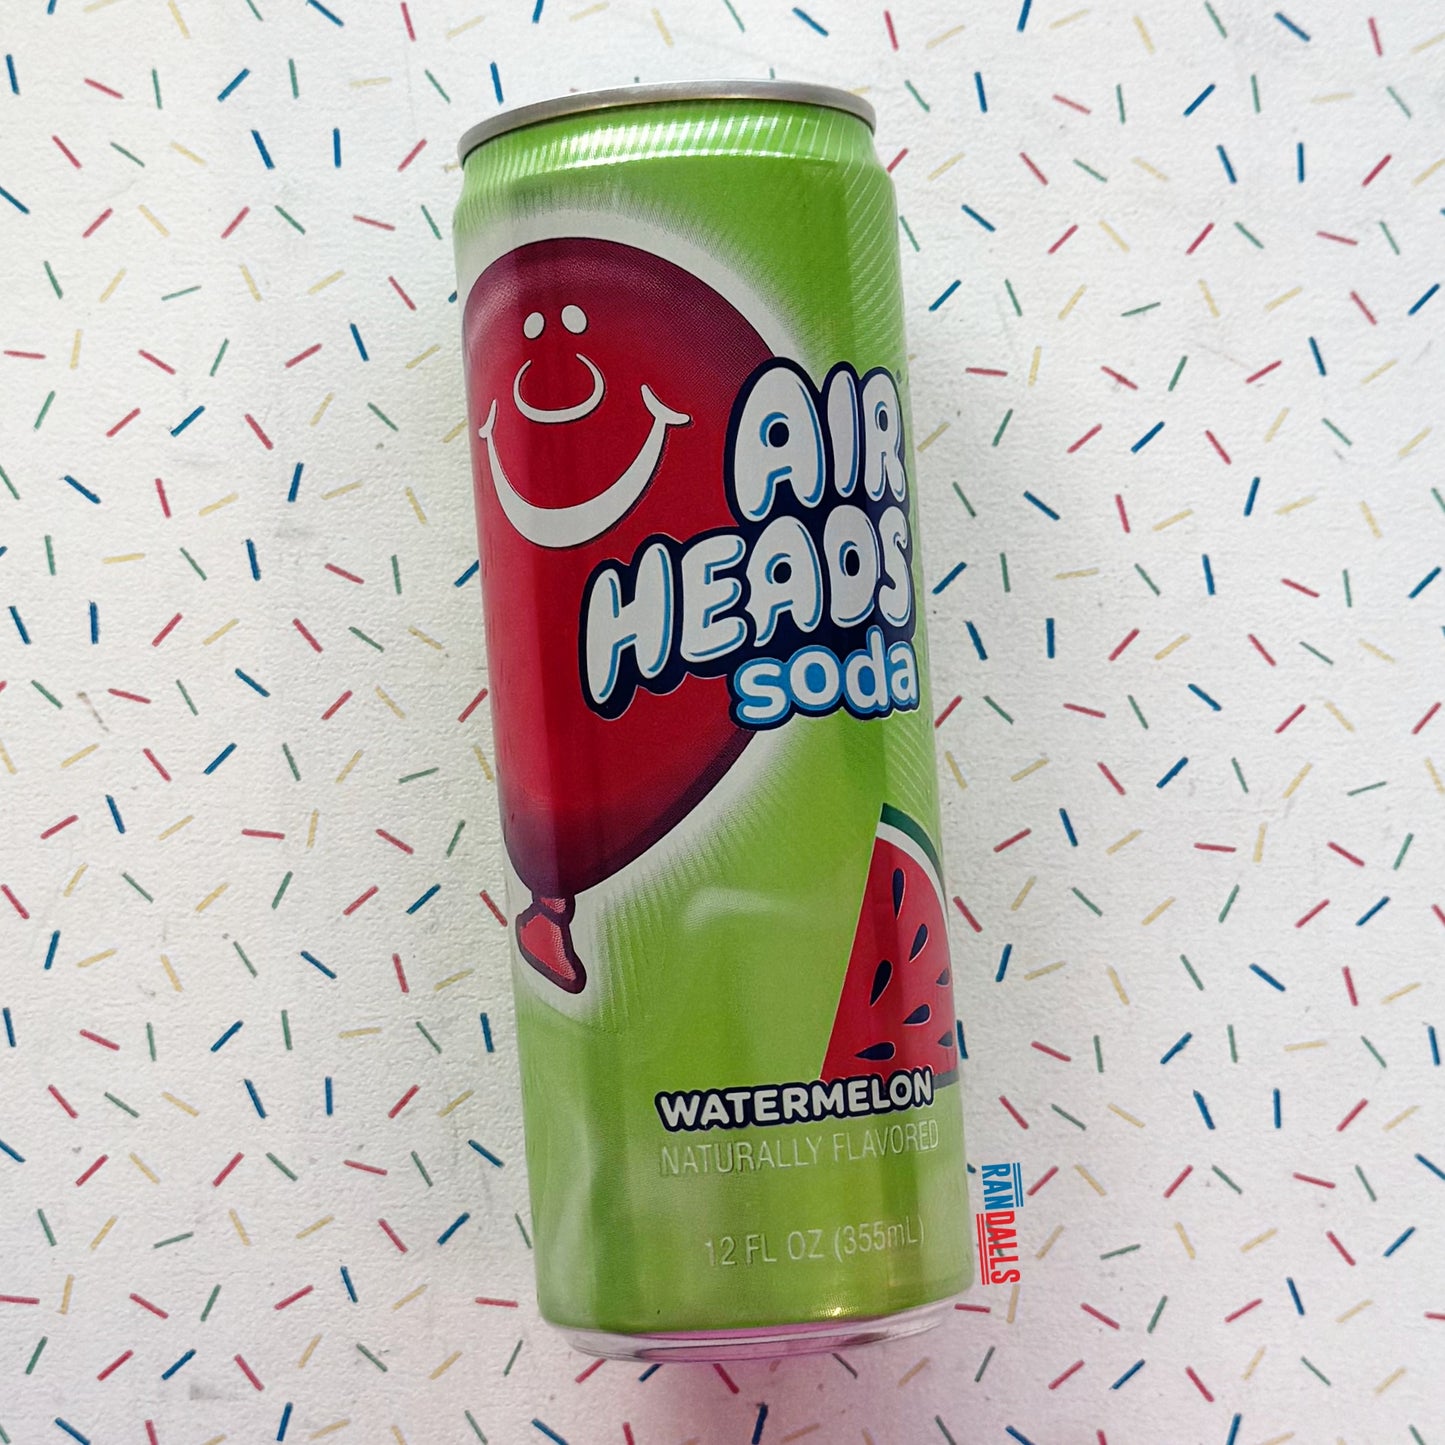 AIR
HEADS
soda
WATERMELON
NATURALLY FLAVORED
12 FL OZ (355mL)
RANDALLS